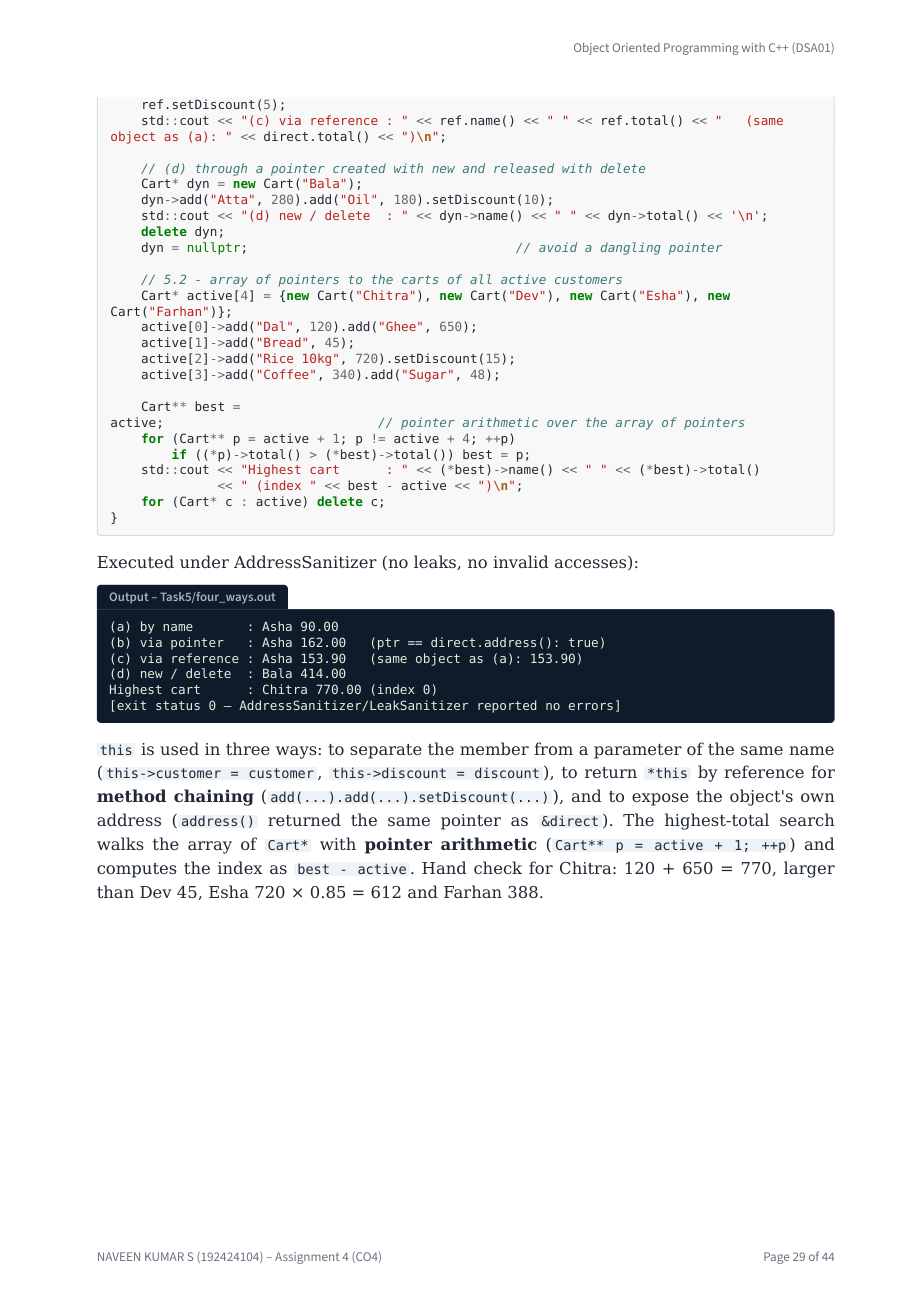 Object Oriented Programming with C++ (DSA01)
    ref.setDiscount(5);
    std::cout << "(c) via reference : " << ref.name() << " " << ref.total() << "   (same
object as (a): " << direct.total() << ")\n";

    // (d) through a pointer created with new and released with delete
    Cart* dyn = new Cart("Bala");
    dyn->add("Atta", 280).add("Oil", 180).setDiscount(10);
    std::cout << "(d) new / delete  : " << dyn->name() << " " << dyn->total() << '\n';
    delete dyn;
    dyn = nullptr;                                   // avoid a dangling pointer

    // 5.2 - array of pointers to the carts of all active customers
    Cart* active[4] = {new Cart("Chitra"), new Cart("Dev"), new Cart("Esha"), new
Cart("Farhan")};
    active[0]->add("Dal", 120).add("Ghee", 650);
    active[1]->add("Bread", 45);
    active[2]->add("Rice 10kg", 720).setDiscount(15);
    active[3]->add("Coffee", 340).add("Sugar", 48);

    Cart** best =
active;                            // pointer arithmetic over the array of pointers
    for (Cart** p = active + 1; p != active + 4; ++p)
        if ((*p)->total() > (*best)->total()) best = p;
    std::cout << "Highest cart      : " << (*best)->name() << " " << (*best)->total()
              << " (index " << best - active << ")\n";
    for (Cart* c : active) delete c;
}
Executed under AddressSanitizer (no leaks, no invalid accesses):
Output – Task5/four_ways.out
(a) by name       : Asha 90.00
(b) via pointer   : Asha 162.00   (ptr == direct.address(): true)
(c) via reference : Asha 153.90   (same object as (a): 153.90)
(d) new / delete  : Bala 414.00
Highest cart      : Chitra 770.00 (index 0)
[exit status 0 — AddressSanitizer/LeakSanitizer reported no errors]
this is used in three ways: to separate the member from a parameter of the same name
(this->customer = customer, this->discount = discount), to return *this by reference for
method chaining (add(...).add(...).setDiscount(...)), and to expose the object's own
address (address() returned the same pointer as &direct). The highest-total search
walks the array of Cart* with pointer arithmetic (Cart** p = active + 1; ++p) and
computes the index as best - active. Hand check for Chitra: 120 + 650 = 770, larger
than Dev 45, Esha 720 × 0.85 = 612 and Farhan 388.
NAVEEN KUMAR S (192424104) – Assignment 4 (CO4)
Page 29 of 44